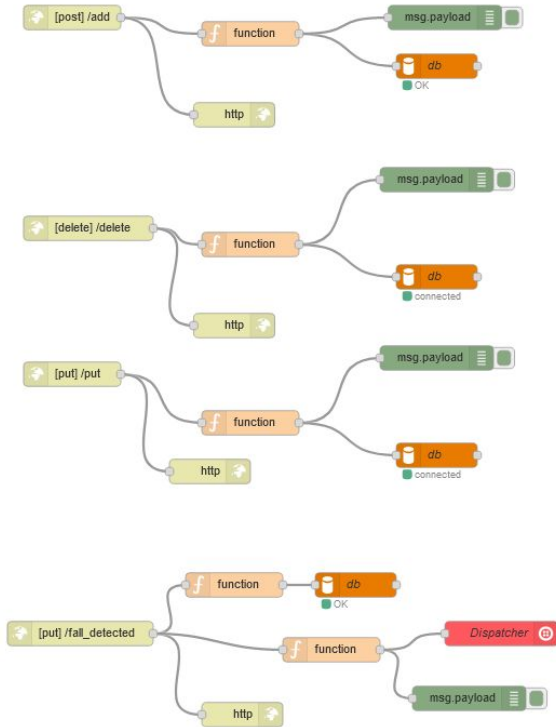 [post] /add
function
msg.payload
db
OK
http
msg.payload
[delete] /delete
function
db
connected
http
msg.payload
[put] /put
function
db
connected
http
function
db
OK
[put] /fall_detected
function
Dispatcher
msg.payload
http